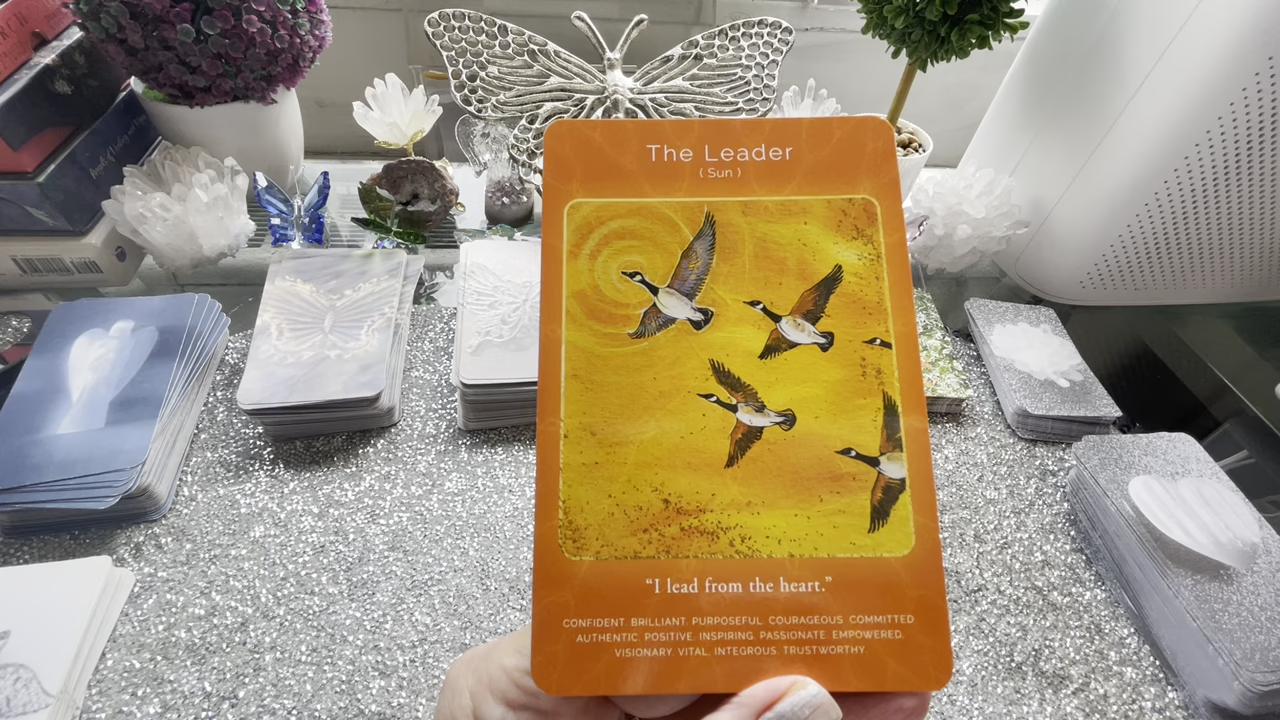 The Leader
( Sun )
"I lead from the heart."
CONFIDENT. BRILLIANT. PURPOSEFUL. COURAGEOUS. COMMITTED
AUTHENTIC. POSITIVE. INSPIRING. PASSIONATE. EMPOWERED.
VISIONARY. VITAL. INTEGROUS. TRUSTWORTHY.